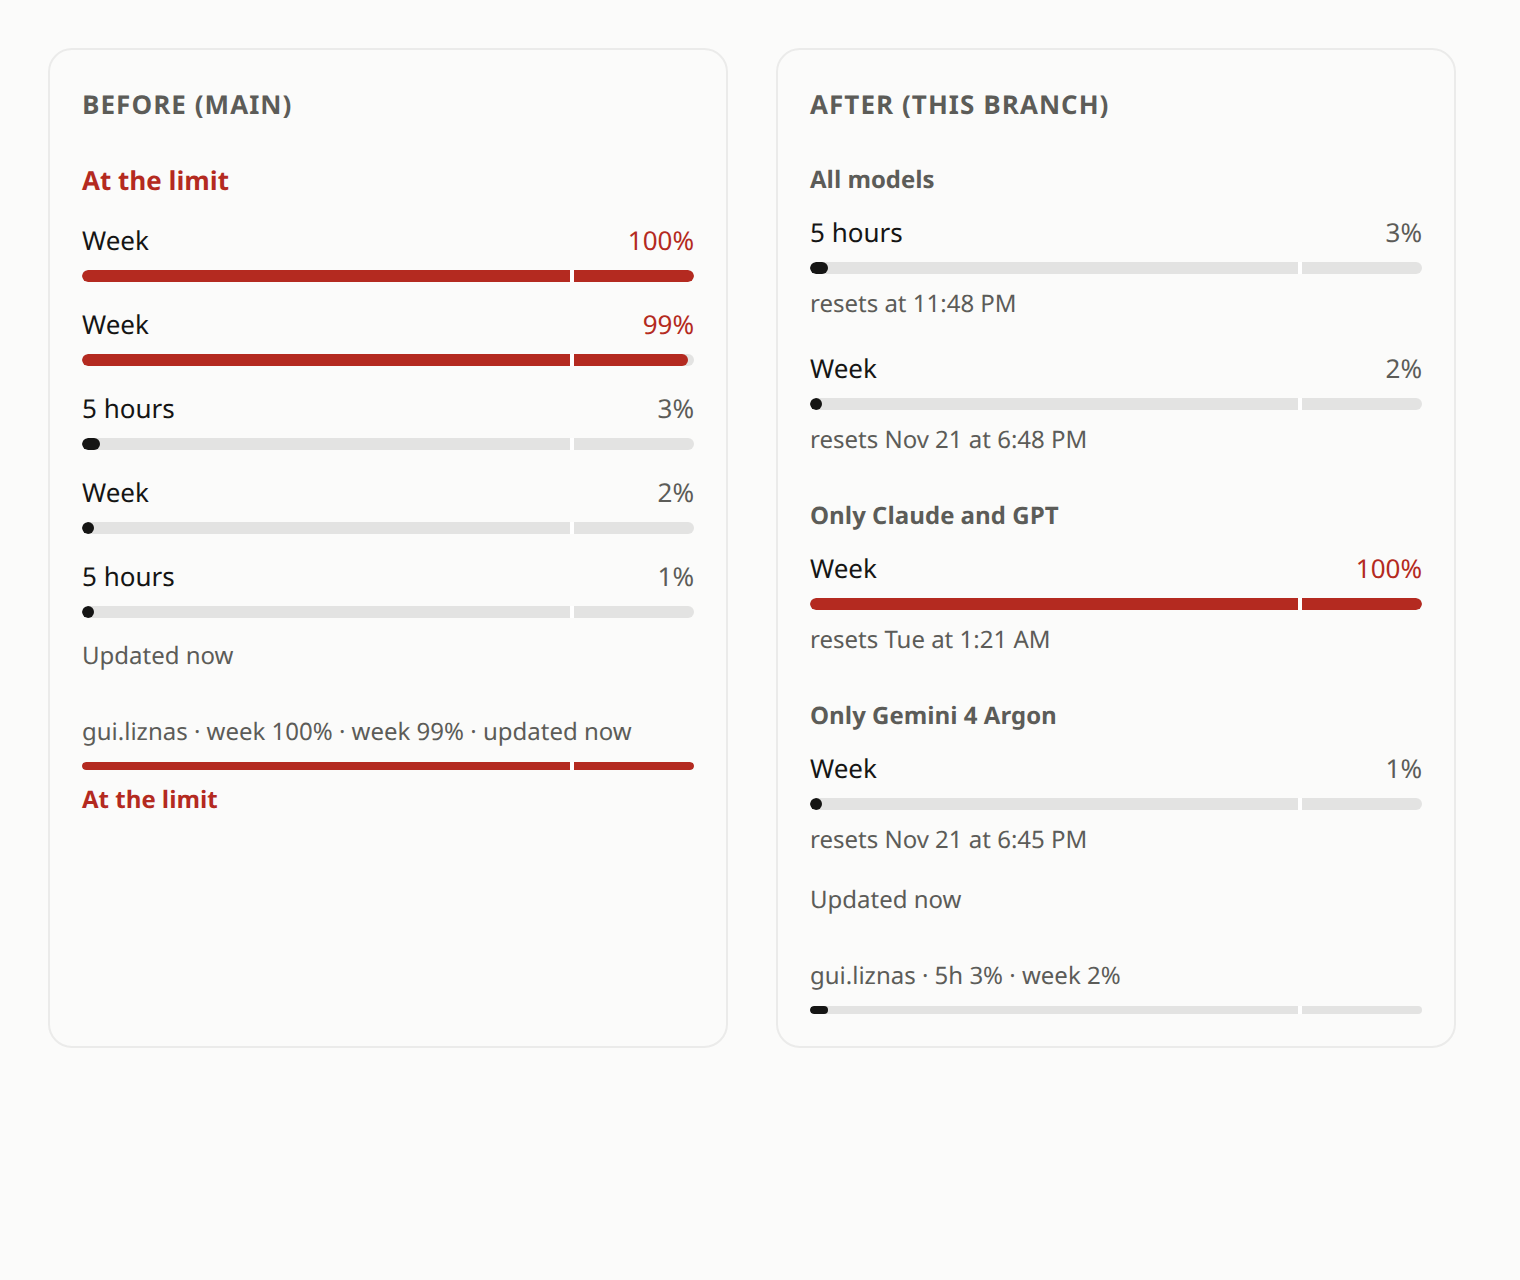 BEFORE (MAIN)
At the limit
Week 100%
Week 99%
5 hours 3%
Week 2%
5 hours 1%
Updated now
gui.liznas · week 100% · week 99% · updated now
At the limit
AFTER (THIS BRANCH)
All models
5 hours 3%
resets at 11:48 PM
Week 2%
resets Nov 21 at 6:48 PM
Only Claude and GPT
Week 100%
resets Tue at 1:21 AM
Only Gemini 4 Argon
Week 1%
resets Nov 21 at 6:45 PM
Updated now
gui.liznas · 5h 3% · week 2%